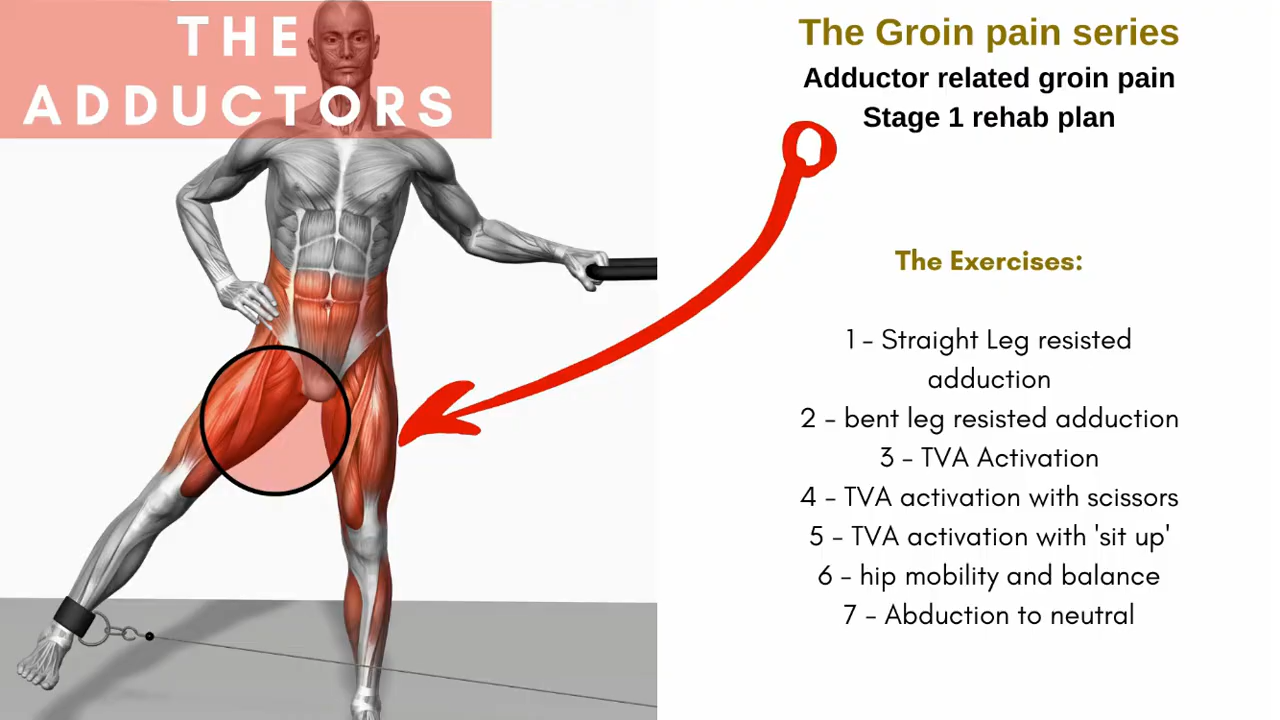 THE
ADDUCTORS
The Groin pain series
Adductor related groin pain
Stage 1 rehab plan
The Exercises:
1 - Straight Leg resisted
adduction
2 - bent leg resisted adduction
3 - TVA Activation
4 - TVA activation with scissors
5 - TVA activation with 'sit up'
6 - hip mobility and balance
7 - Abduction to neutral